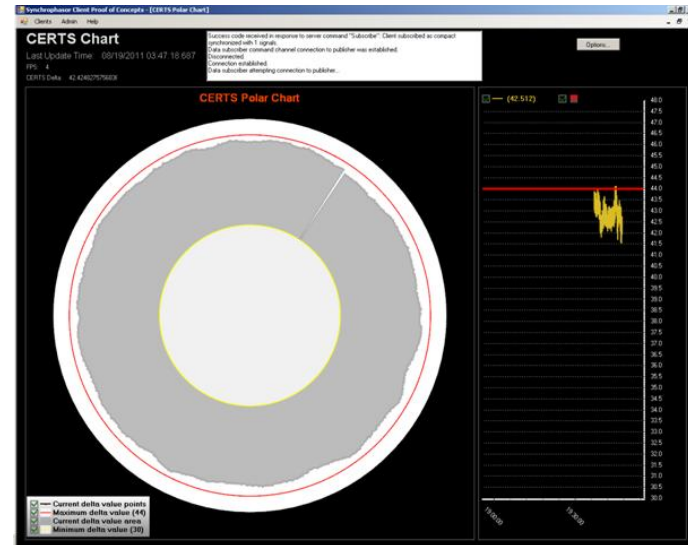 Synchrophasor Client Proof of Concepts - [CERTS Polar Chart]
Clients Admin Help
CERTS Chart
Last Update Time: 08/19/2011 03:47:18.687
FPS: 4
CERTS Delta:
Success code received in response to server command "Subscribe": Client subscribed as compact
synchronized with 1 signals.
Data subscriber command channel connection to publisher was established.
Disconnected
Connection established.
Data subscriber attempting connection to publisher...
Options...
CERTS Polar Chart
(42.512)
48.0
47.5
47.0
46.5
46.0
45.5
45.0
44.5
44.0
43.5
43.0
42.5
42.0
41.5
41.0
40.5
40.0
39.5
39.0
38.5
38.0
37.5
37.0
36.5
36.0
35.5
35.0
34.5
34.0
33.5
33.0
32.5
32.0
31.5
31.0
30.5
30.0
19:00:00
19:30:00
Current delta value points
Maximum delta value (44)
Current delta value area
Minimum delta value (30)